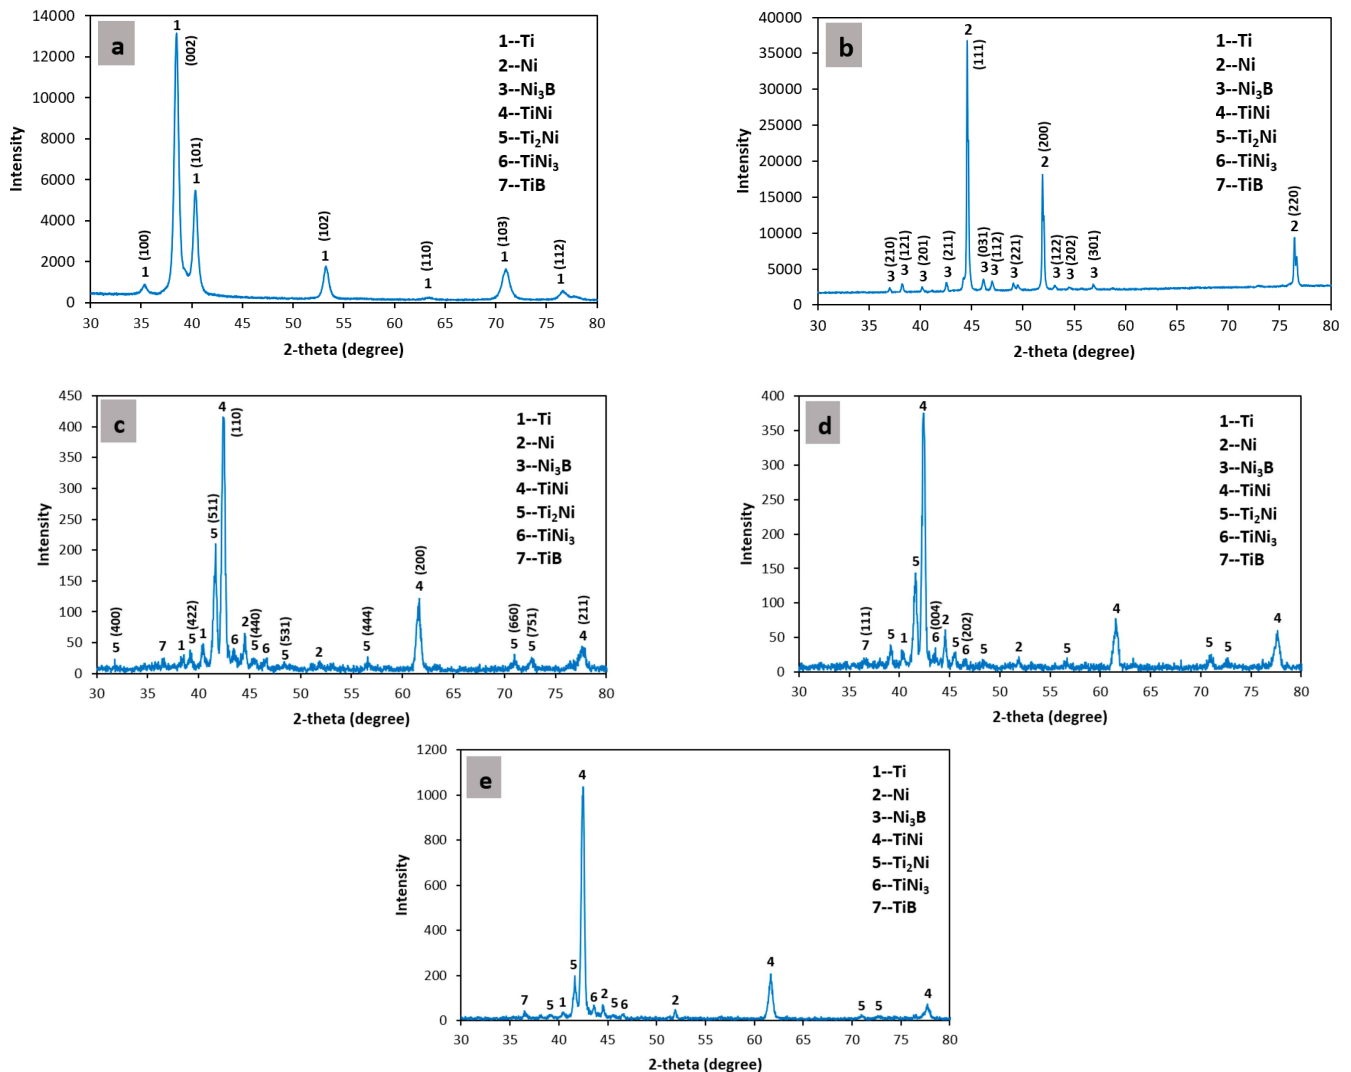 a
14000
12000
10000
8000
6000
4000
2000
0
Intensity
30 35 40 45 50 55 60 65 70 75 80
2-theta (degree)
1 (002)
1 (100)
1 (101)
1 (102)
1 (110)
1 (103)
1 (112)
1--Ti
2--Ni
3--Ni₃B
4--TiNi
5--Ti₂Ni
6--TiNi₃
7--TiB
b
40000
35000
30000
25000
20000
15000
10000
5000
0
Intensity
30 35 40 45 50 55 60 65 70 75 80
2-theta (degree)
3 (210)
3 (121)
3 (201)
3 (211)
2 (111)
3 (031)
3 (112)
3 (221)
2 (200)
3 (122)
3 (202)
3 (301)
2 (220)
1--Ti
2--Ni
3--Ni₃B
4--TiNi
5--Ti₂Ni
6--TiNi₃
7--TiB
c
450
400
350
300
250
200
150
100
50
0
Intensity
30 35 40 45 50 55 60 65 70 75 80
2-theta (degree)
5 (400)
7
1
5 (422)
1
5 (511)
4 (110)
6
2
5 (440)
6
5 (531)
2
5 (444)
4 (200)
5 (660)
5 (751)
4 (211)
1--Ti
2--Ni
3--Ni₃B
4--TiNi
5--Ti₂Ni
6--TiNi₃
7--TiB
d
400
350
300
250
200
150
100
50
0
Intensity
30 35 40 45 50 55 60 65 70 75 80
2-theta (degree)
7 (111)
5
1
5
4
6 (004)
2
5
6 (202)
5
2
5
4
5
5
4
1--Ti
2--Ni
3--Ni₃B
4--TiNi
5--Ti₂Ni
6--TiNi₃
7--TiB
e
1200
1000
800
600
400
200
0
Intensity
30 35 40 45 50 55 60 65 70 75 80
2-theta (degree)
7
5
1
5
4
6
2
5
6
2
4
5
5
4
1--Ti
2--Ni
3--Ni₃B
4--TiNi
5--Ti₂Ni
6--TiNi₃
7--TiB